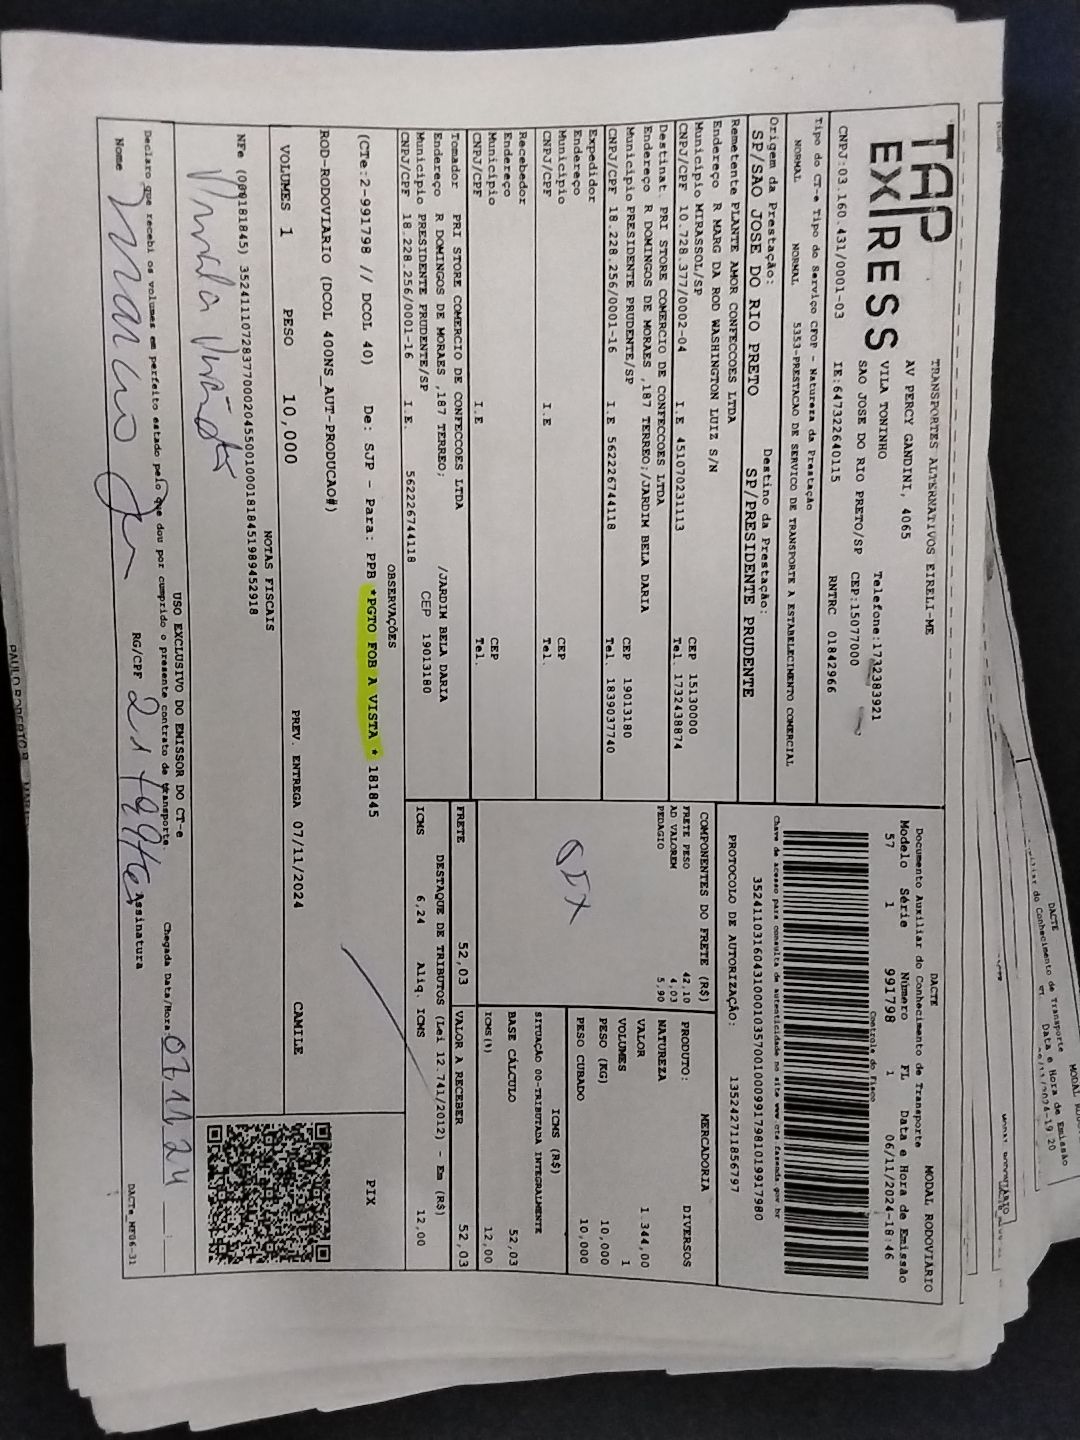 TAP
EXPRESS
TRANSPORTES ALTERNATIVOS EIRELI-ME
AV PERCY GANDINI, 4065
VILA TONINHO
SAO JOSE DO RIO PRETO/SP
Telefone:1732383921
CEP:15077000
CNPJ:03.160.431/0001-03 IE:647322640115 RNTRC 01842966
Tipo do CT-e Tipo do Serviço CFOP - Natureza da Prestação
NORMAL NORMAL 5353-PRESTACAO DE SERVICO DE TRANSPORTE A ESTABELECIMENTO COMERCIAL
Origem da Prestação: Destino da Prestação:
SP/SAO JOSE DO RIO PRETO SP/PRESIDENTE PRUDENTE
Remetente PLANTE AMOR CONFECCOES LTDA
Endereço R MARG DA ROD WASHINGTON LUIZ S/N
Município MIRASSOL/SP CEP 15130000
CNPJ/CPF 10.728.377/0002-04 I.E 451070231113 Tel. 1732438874
Destinat PRI STORE COMERCIO DE CONFECCOES LTDA
Endereço R DOMINGOS DE MORAES ,187 TERREO;/JARDIM BELA DARIA
Município PRESIDENTE PRUDENTE/SP CEP 19013180
CNPJ/CPF 18.228.256/0001-16 I.E 562226744118 Tel. 1839037740
Expedidor
Endereço
Município CEP
CNPJ/CPF I.E Tel.
Recebedor
Endereço
Município CEP
CNPJ/CPF I.E Tel.
Tomador PRI STORE COMERCIO DE CONFECCOES LTDA
Endereço R DOMINGOS DE MORAES ,187 TERREO; /JARDIM BELA DARIA
Município PRESIDENTE PRUDENTE/SP CEP 19013180
CNPJ/CPF 18.228.256/0001-16 I.E. 562226744118
DACTE MODAL RODOVIÁRIO
Documento Auxiliar do Conhecimento de Transporte
Modelo Série Número FL Data e Hora de Emissão
57 1 991798 1 06/11/2024-18:46
Controle do Fisco
Chave de acesso para consulta de autenticidade no site www.cte.fazenda.gov.br
35241103160431000103570010009917981019917980
PROTOCOLO DE AUTORIZAÇÃO: 135242711856797
COMPONENTES DO FRETE (R$)
FRETE PESO 42,10
AD VALOREM 4,03
PEDAGIO 5,90
PIX
MERCADORIA
PRODUTO: DIVERSOS
NATUREZA
VALOR 1.344,00
VOLUMES 1
PESO (KG) 10,000
PESO CUBADO 10,000
ICMS (R$)
SITUAÇÃO 00-TRIBUTADA INTEGRALMENTE
BASE CÁLCULO 52,03
ICMS(%) 12,00
FRETE 52,03 VALOR A RECEBER 52,03
DESTAQUE DE TRIBUTOS (Lei 12.741/2012) - Em (R$)
ICMS 6,24 Aliq. ICMS 12,00
OBSERVAÇÕES
(CTe:2-991798 // DCOL 40) De: SJP - Para: PPB *PGTO FOB A VISTA * 181845
PIX
ROD-RODOVIARIO (DCOL 400NS_AUT-PRODUCAO#)
VOLUMES 1 PESO 10,000 PREV. ENTREGA 07/11/2024 CAMILE
NOTAS FISCAIS
NFe (000181845) 35241110728377000204550010001818451989452918
USO EXCLUSIVO DO EMISSOR DO CT-e
Declaro que recebi os volumes em perfeito estado pelo que dou por cumprido o presente contrato de transporte.
Chegada Data/Hora 07.11.24
Nome RG/CPF Assinatura
DACTe_NF06-31